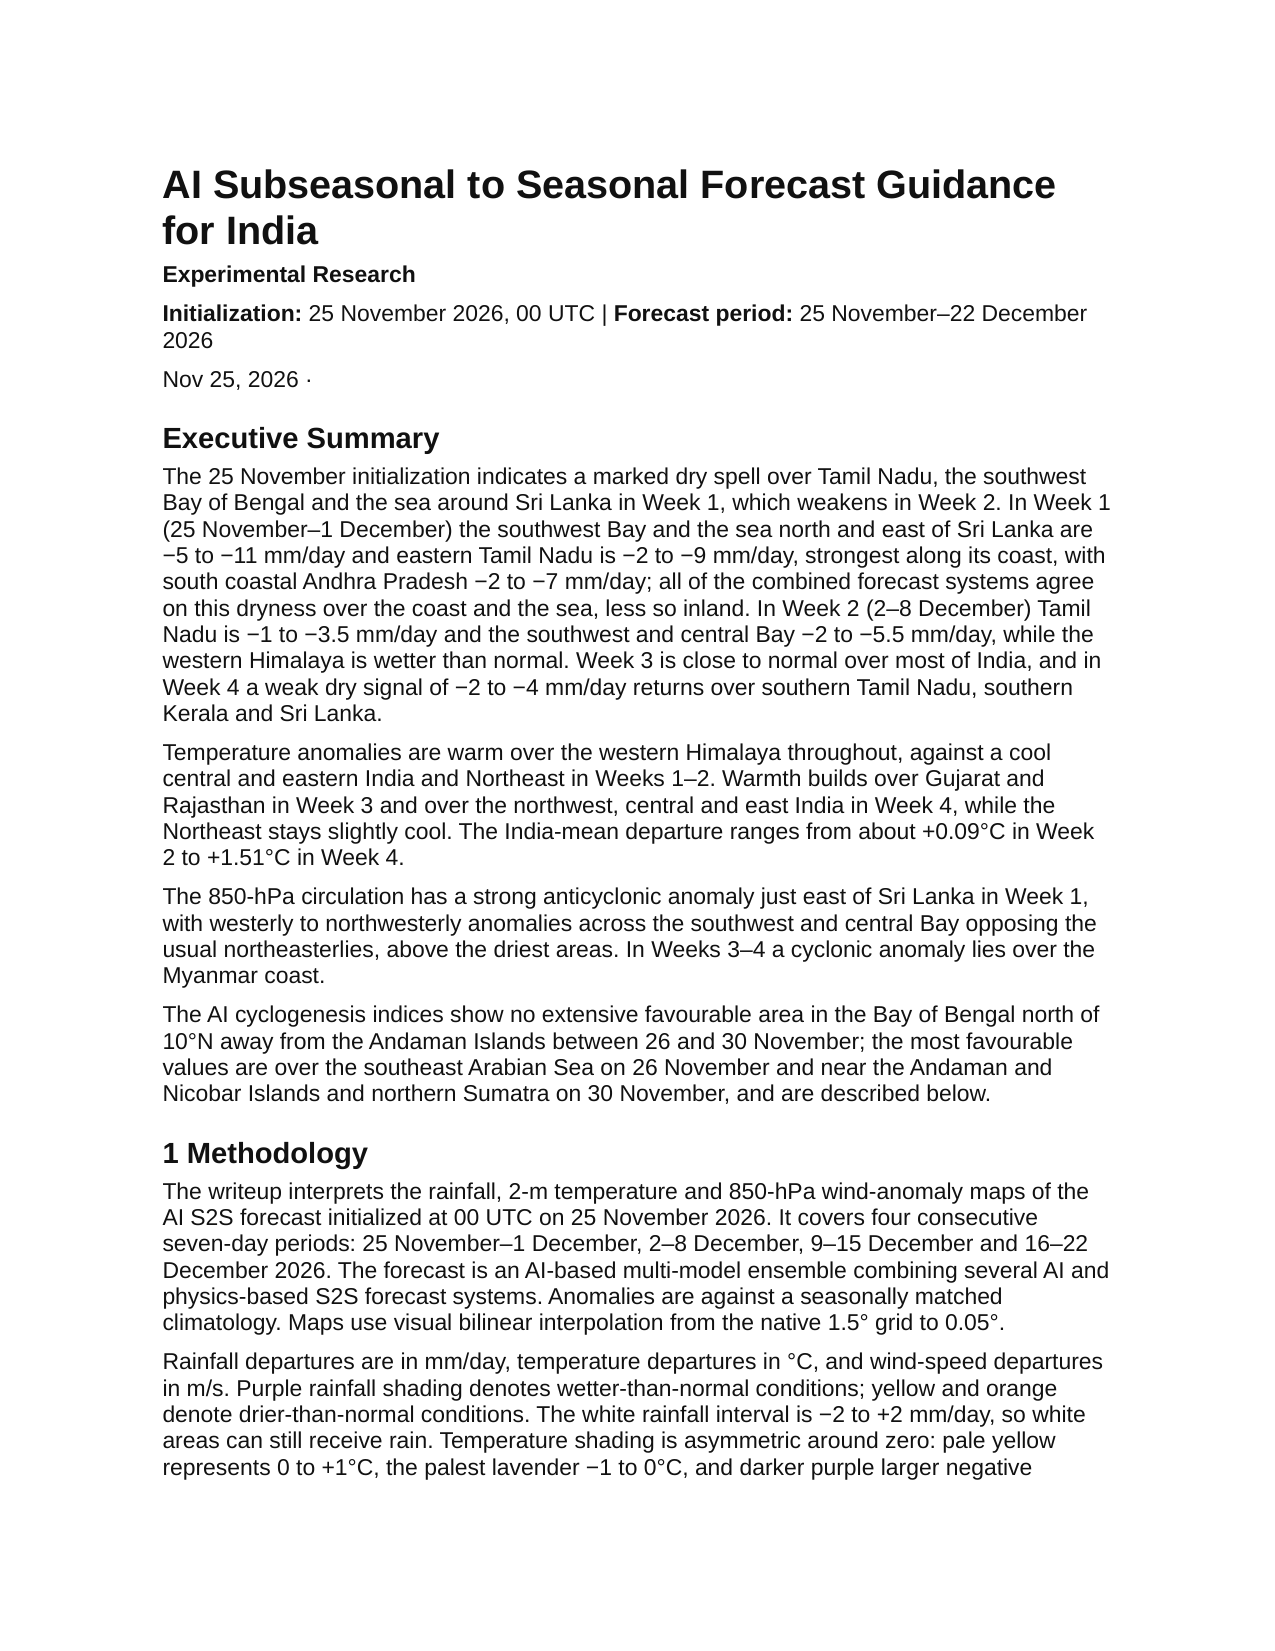 AI Subseasonal to Seasonal Forecast Guidance
for India
Experimental Research
Initialization: 25 November 2026, 00 UTC | Forecast period: 25 November–22 December
2026
Nov 25, 2026 ·
Executive Summary
The 25 November initialization indicates a marked dry spell over Tamil Nadu, the southwest
Bay of Bengal and the sea around Sri Lanka in Week 1, which weakens in Week 2. In Week 1
(25 November–1 December) the southwest Bay and the sea north and east of Sri Lanka are
−5 to −11 mm/day and eastern Tamil Nadu is −2 to −9 mm/day, strongest along its coast, with
south coastal Andhra Pradesh −2 to −7 mm/day; all of the combined forecast systems agree
on this dryness over the coast and the sea, less so inland. In Week 2 (2–8 December) Tamil
Nadu is −1 to −3.5 mm/day and the southwest and central Bay −2 to −5.5 mm/day, while the
western Himalaya is wetter than normal. Week 3 is close to normal over most of India, and in
Week 4 a weak dry signal of −2 to −4 mm/day returns over southern Tamil Nadu, southern
Kerala and Sri Lanka.
Temperature anomalies are warm over the western Himalaya throughout, against a cool
central and eastern India and Northeast in Weeks 1–2. Warmth builds over Gujarat and
Rajasthan in Week 3 and over the northwest, central and east India in Week 4, while the
Northeast stays slightly cool. The India-mean departure ranges from about +0.09°C in Week
2 to +1.51°C in Week 4.
The 850-hPa circulation has a strong anticyclonic anomaly just east of Sri Lanka in Week 1,
with westerly to northwesterly anomalies across the southwest and central Bay opposing the
usual northeasterlies, above the driest areas. In Weeks 3–4 a cyclonic anomaly lies over the
Myanmar coast.
The AI cyclogenesis indices show no extensive favourable area in the Bay of Bengal north of
10°N away from the Andaman Islands between 26 and 30 November; the most favourable
values are over the southeast Arabian Sea on 26 November and near the Andaman and
Nicobar Islands and northern Sumatra on 30 November, and are described below.
1 Methodology
The writeup interprets the rainfall, 2-m temperature and 850-hPa wind-anomaly maps of the
AI S2S forecast initialized at 00 UTC on 25 November 2026. It covers four consecutive
seven-day periods: 25 November–1 December, 2–8 December, 9–15 December and 16–22
December 2026. The forecast is an AI-based multi-model ensemble combining several AI and
physics-based S2S forecast systems. Anomalies are against a seasonally matched
climatology. Maps use visual bilinear interpolation from the native 1.5° grid to 0.05°.
Rainfall departures are in mm/day, temperature departures in °C, and wind-speed departures
in m/s. Purple rainfall shading denotes wetter-than-normal conditions; yellow and orange
denote drier-than-normal conditions. The white rainfall interval is −2 to +2 mm/day, so white
areas can still receive rain. Temperature shading is asymmetric around zero: pale yellow
represents 0 to +1°C, the palest lavender −1 to 0°C, and darker purple larger negative